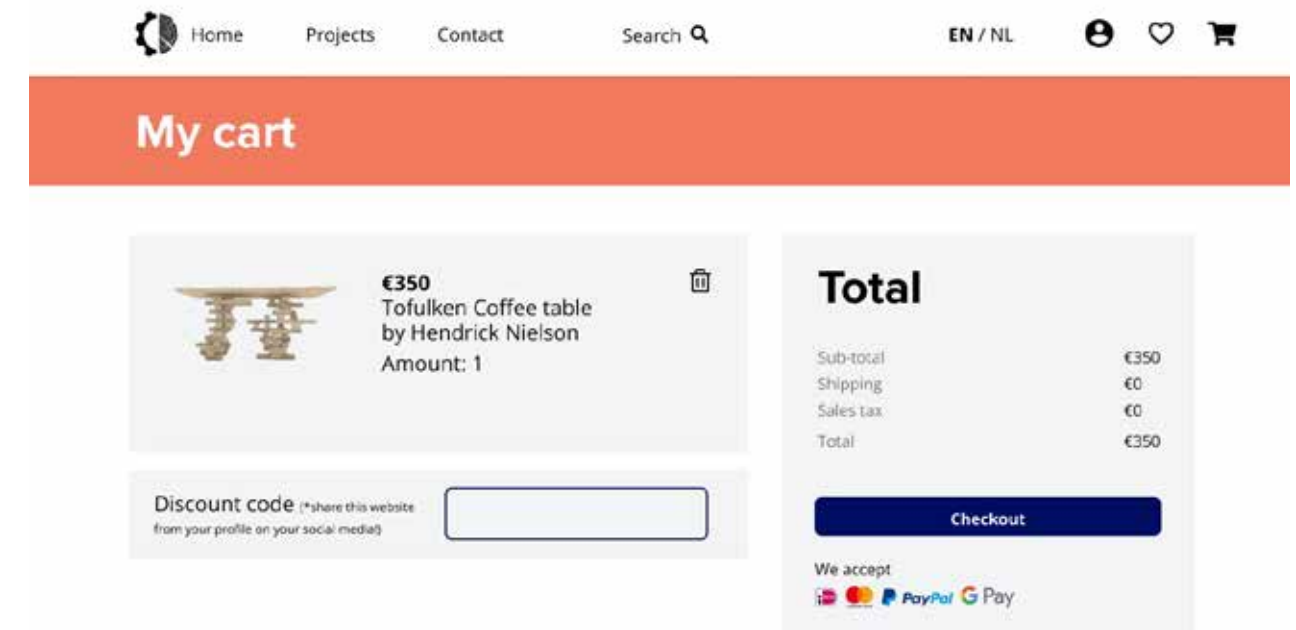 Home Projects Contact Search EN / NL
My cart
€350
Tofulken Coffee table
by Hendrick Nielson
Amount: 1
Discount code (*share this website
from your profile on your social media!)
Total
Sub-total €350
Shipping €0
Sales tax €0
Total €350
Checkout
We accept
iD PayPal G Pay